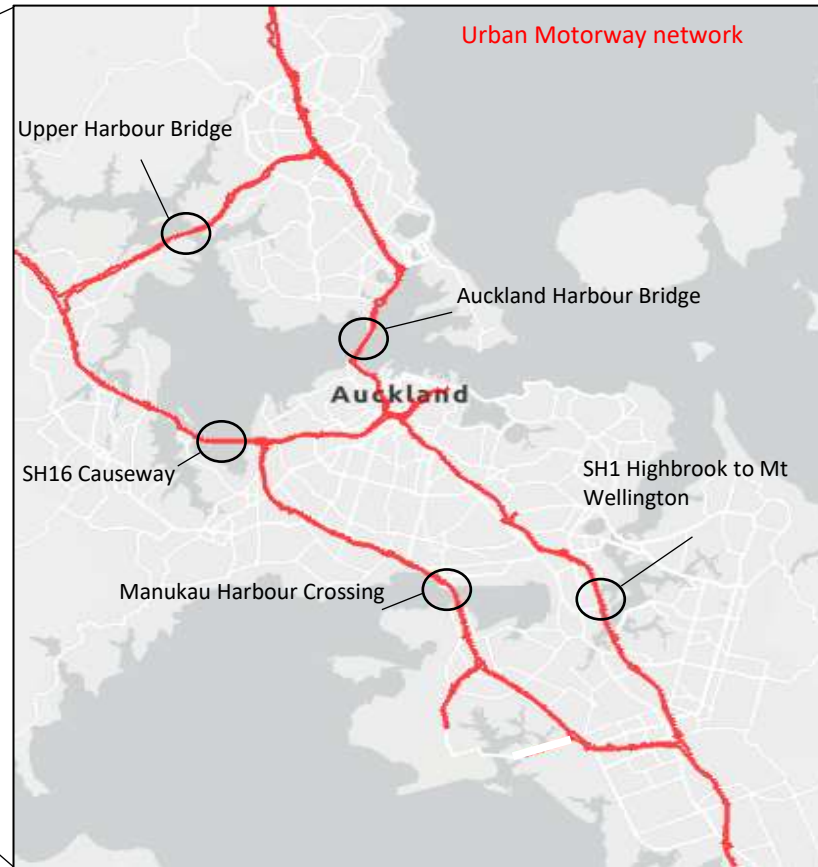 Urban Motorway network
Upper Harbour Bridge
Auckland Harbour Bridge
Auckland
SH16 Causeway
SH1 Highbrook to Mt
Wellington
Manukau Harbour Crossing